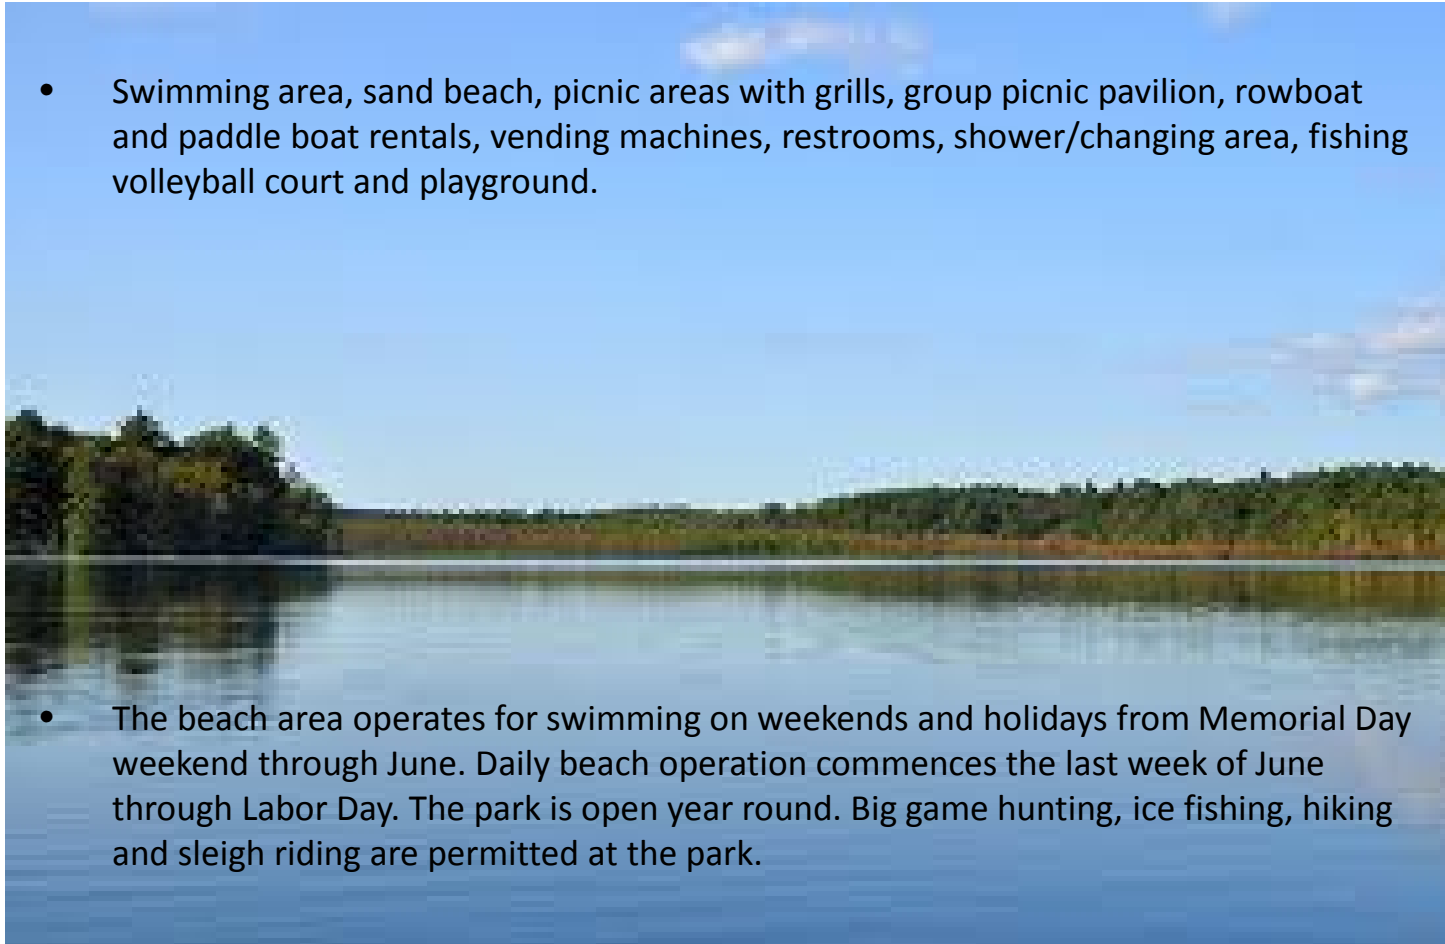 • Swimming area, sand beach, picnic areas with grills, group picnic pavilion, rowboat
and paddle boat rentals, vending machines, restrooms, shower/changing area, fishing
volleyball court and playground.
• The beach area operates for swimming on weekends and holidays from Memorial Day
weekend through June. Daily beach operation commences the last week of June
through Labor Day. The park is open year round. Big game hunting, ice fishing, hiking
and sleigh riding are permitted at the park.